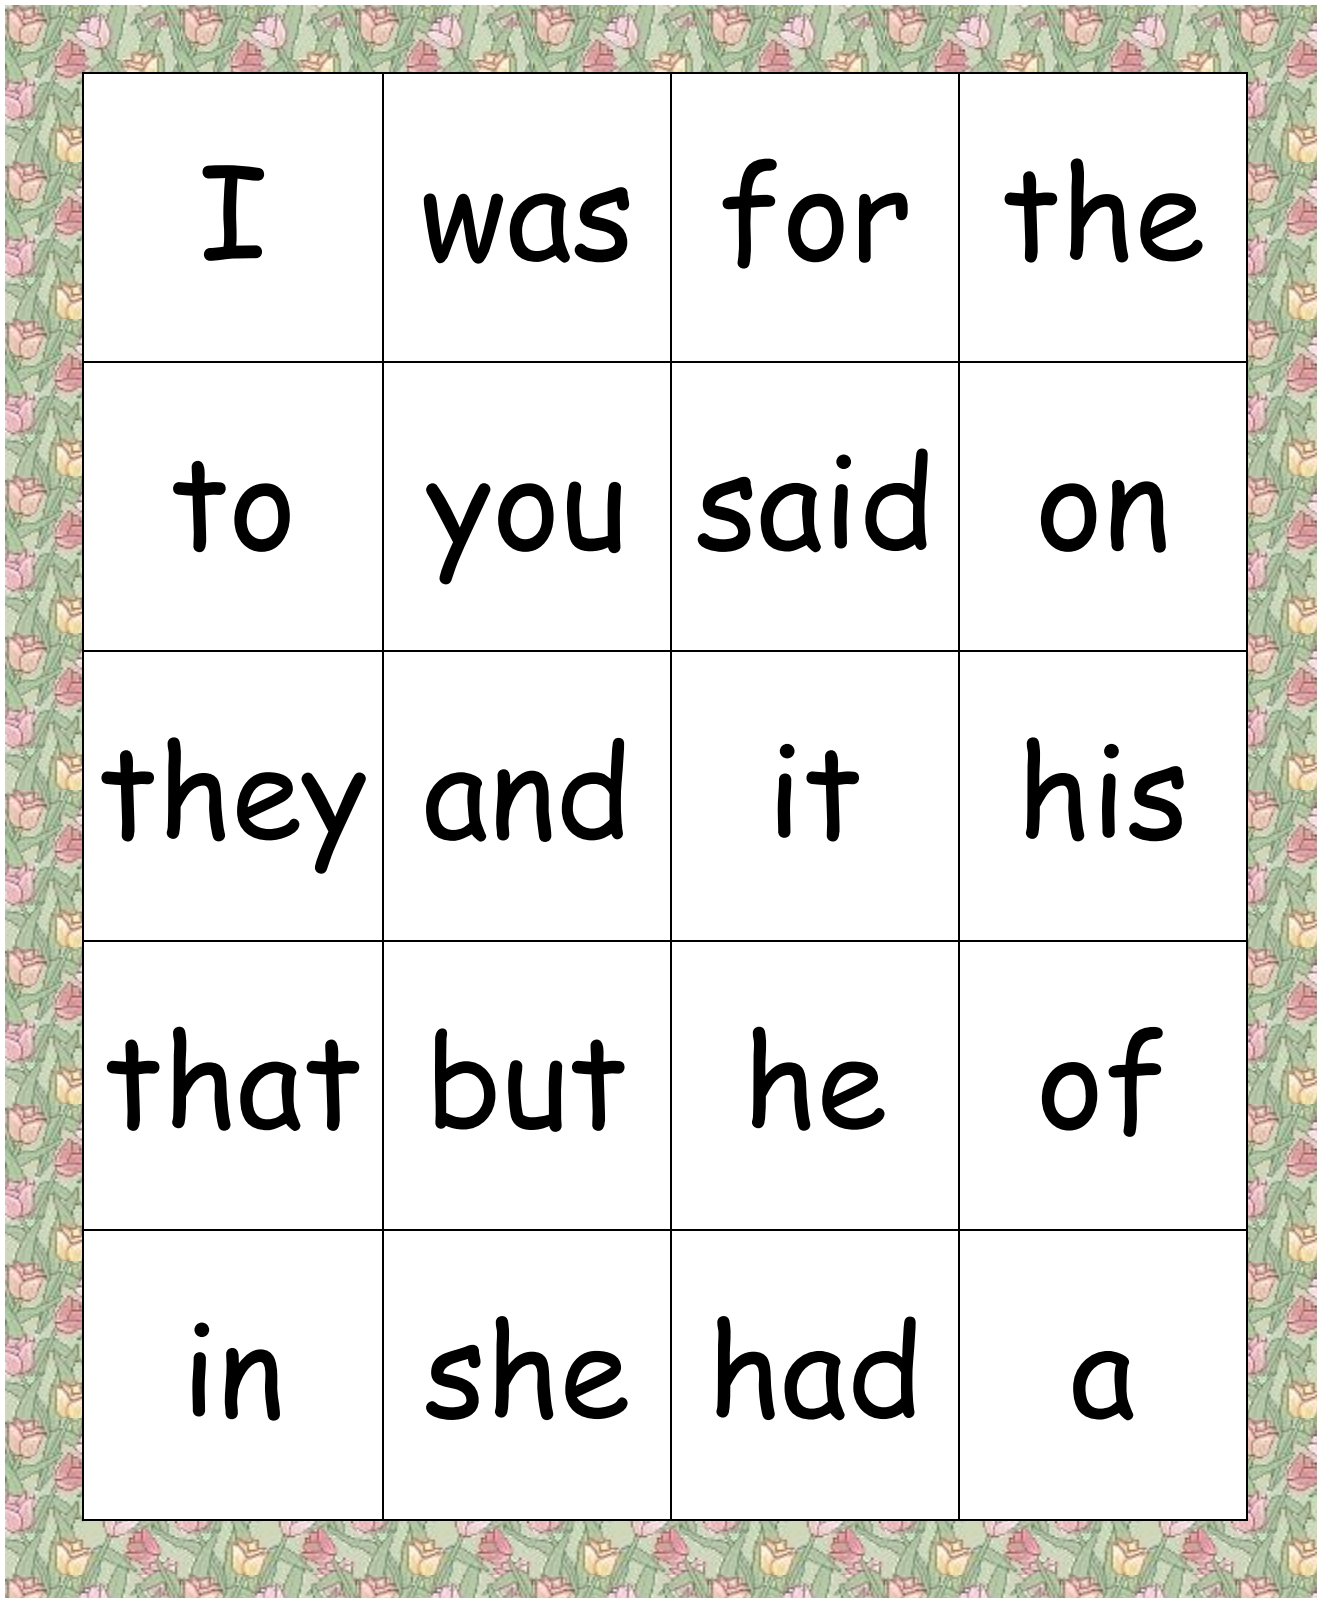 I was for the
to you said on
they and it his
that but he of
in she had a